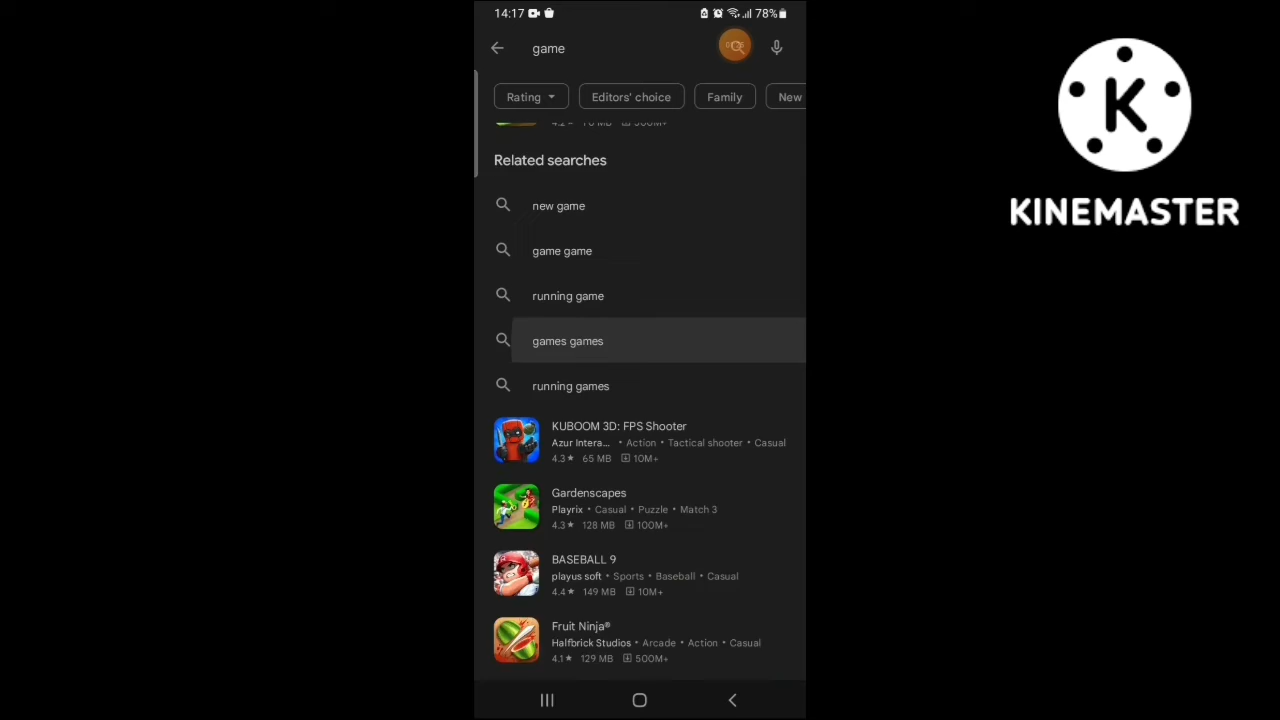 14:17
78%
game
Rating
Editors' choice
Family
New
Related searches
new game
game game
running game
games games
running games
KUBOOM 3D: FPS Shooter
Azur Intera... • Action • Tactical shooter • Casual
4.3★ 65 MB 10M+
Gardenscapes
Playrix • Casual • Puzzle • Match 3
4.3★ 128 MB 100M+
BASEBALL 9
playus soft • Sports • Baseball • Casual
4.4★ 149 MB 10M+
Fruit Ninja®
Halfbrick Studios • Arcade • Action • Casual
4.1★ 129 MB 500M+
K
KINEMASTER